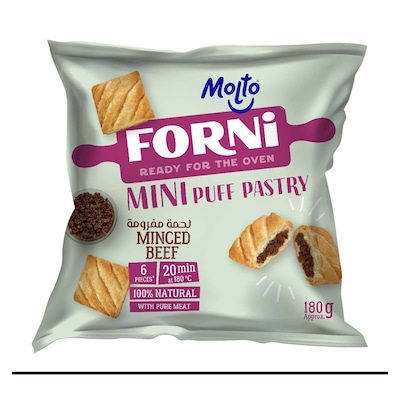 Molto
FORNi
READY FOR THE OVEN
MINI PUFF PASTRY
لحمة مفرومة
MINCED
BEEF
6 PIECES
20 min at 180 °C
100% NATURAL
WITH PURE MEAT
180g
Approx.